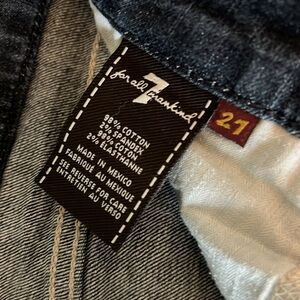 7
for all mankind
98% COTTON
2% SPANDEX
98% COTON
2% ELASTHANNE
MADE IN MEXICO
FABRIQUE AU MEXIQUE
SEE REVERSE FOR CARE
ENTRETIEN AU VERSO
27